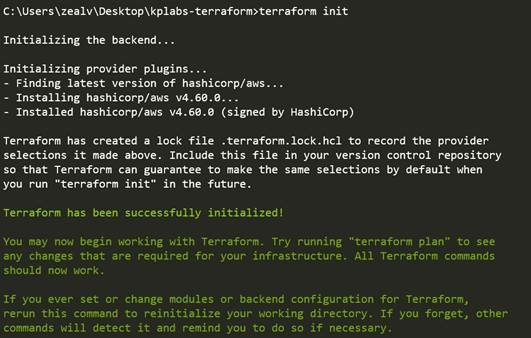 C:\Users\zealv\Desktop\kplabs-terraform>terraform init
Initializing the backend...
Initializing provider plugins...
- Finding latest version of hashicorp/aws...
- Installing hashicorp/aws v4.60.0...
- Installed hashicorp/aws v4.60.0 (signed by HashiCorp)
Terraform has created a lock file .terraform.lock.hcl to record the provider
selections it made above. Include this file in your version control repository
so that Terraform can guarantee to make the same selections by default when
you run "terraform init" in the future.
Terraform has been successfully initialized!
You may now begin working with Terraform. Try running "terraform plan" to see
any changes that are required for your infrastructure. All Terraform commands
should now work.
If you ever set or change modules or backend configuration for Terraform,
rerun this command to reinitialize your working directory. If you forget, other
commands will detect it and remind you to do so if necessary.